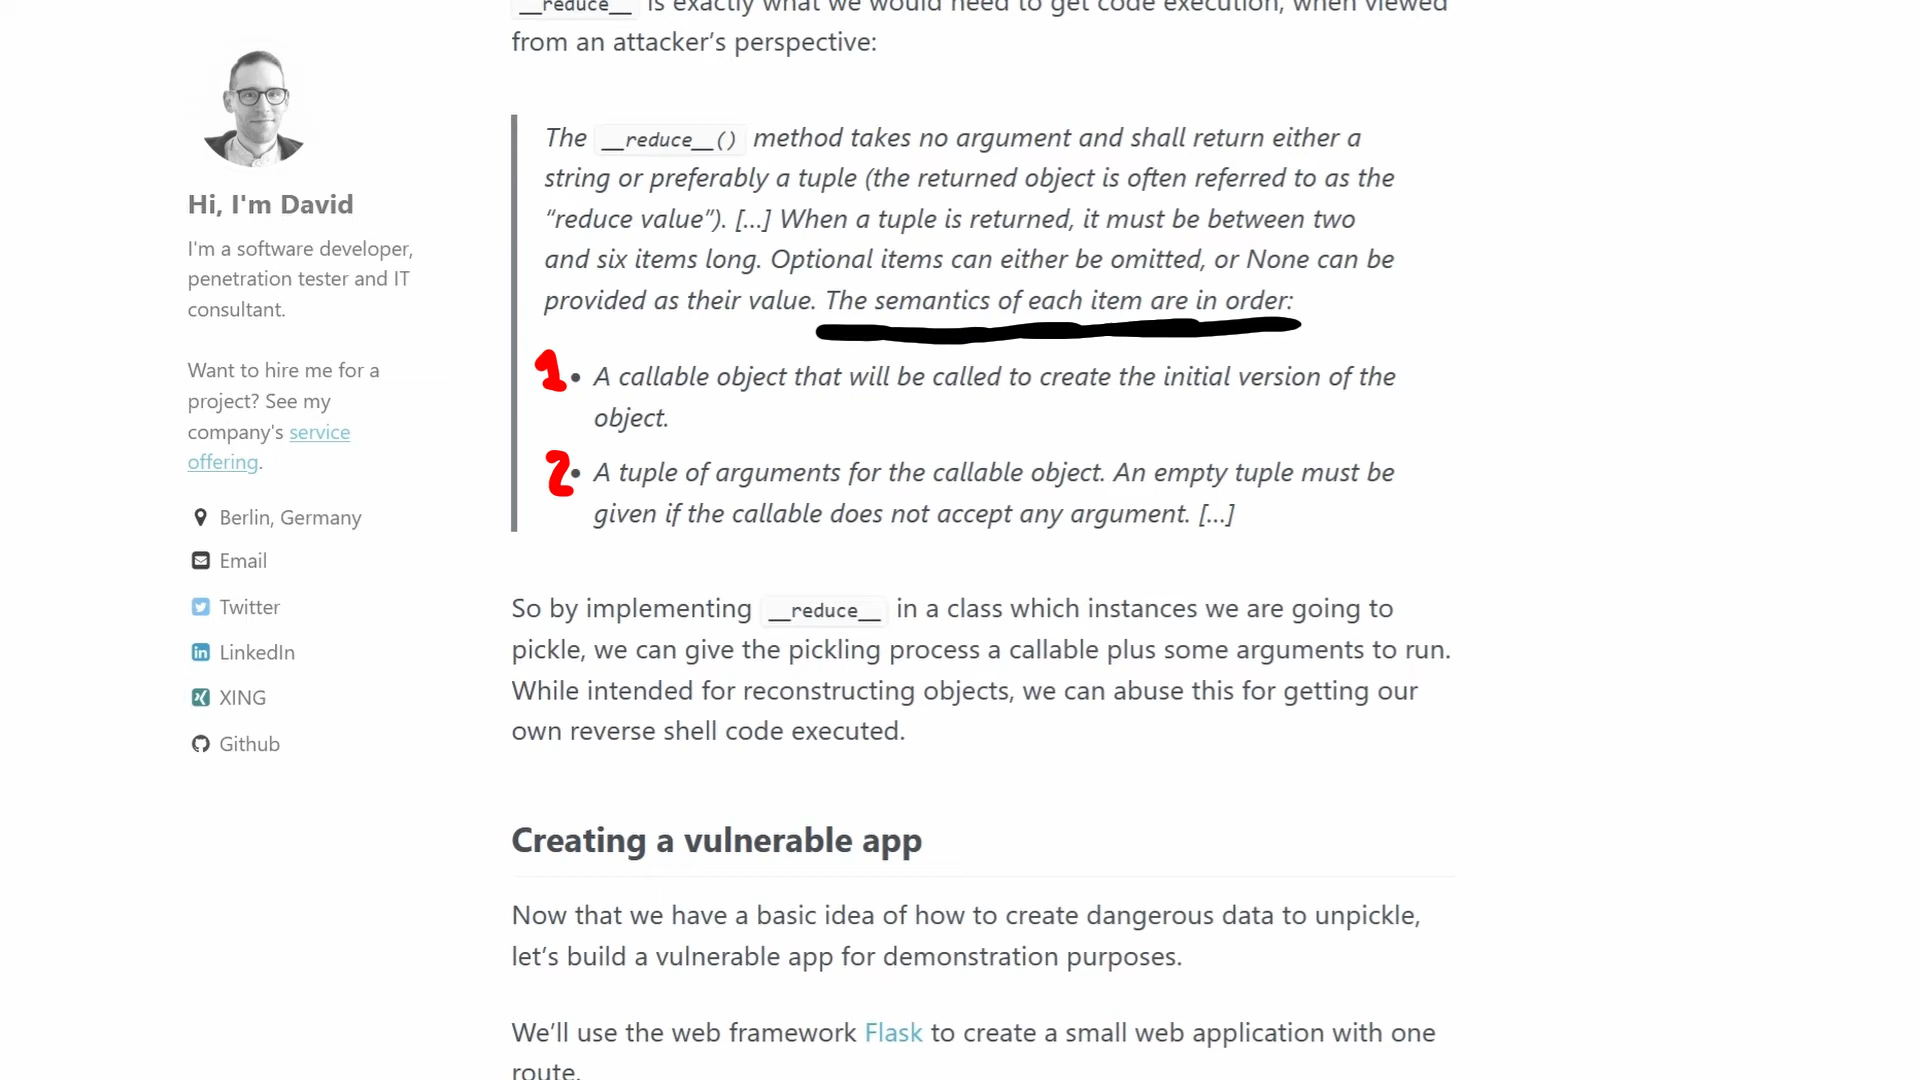 Hi, I'm David
I'm a software developer,
penetration tester and IT
consultant.
Want to hire me for a
project? See my
company's service
offering.
Berlin, Germany
Email
Twitter
LinkedIn
XING
Github
__reduce__ is exactly what we would need to get code execution, when viewed
from an attacker’s perspective:
The __reduce__() method takes no argument and shall return either a
string or preferably a tuple (the returned object is often referred to as the
“reduce value”). […] When a tuple is returned, it must be between two
and six items long. Optional items can either be omitted, or None can be
provided as their value. The semantics of each item are in order:
1 • A callable object that will be called to create the initial version of the
object.
2 • A tuple of arguments for the callable object. An empty tuple must be
given if the callable does not accept any argument. […]
So by implementing __reduce__ in a class which instances we are going to
pickle, we can give the pickling process a callable plus some arguments to run.
While intended for reconstructing objects, we can abuse this for getting our
own reverse shell code executed.
Creating a vulnerable app
Now that we have a basic idea of how to create dangerous data to unpickle,
let’s build a vulnerable app for demonstration purposes.
We’ll use the web framework Flask to create a small web application with one
route.